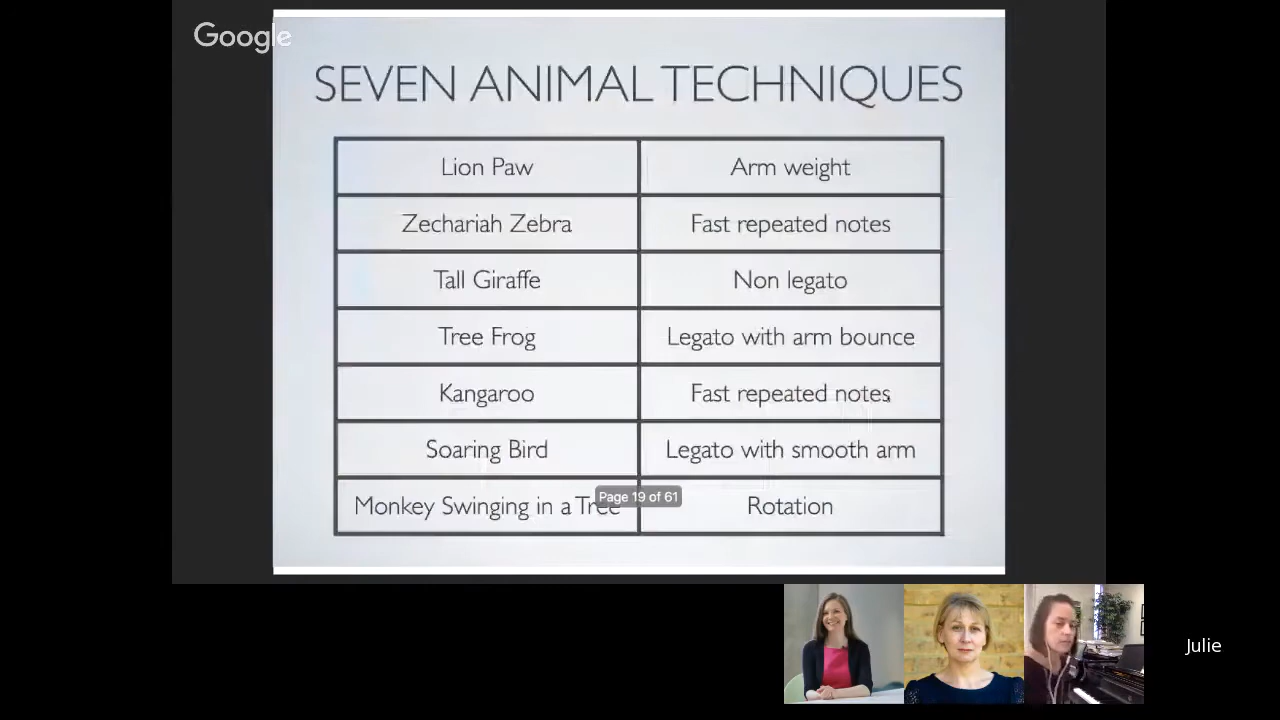 Google
SEVEN ANIMAL TECHNIQUES
Lion Paw Arm weight
Zechariah Zebra Fast repeated notes
Tall Giraffe Non legato
Tree Frog Legato with arm bounce
Kangaroo Fast repeated notes
Soaring Bird Legato with smooth arm
Monkey Swinging in a Tree Rotation
Page 19 of 61
Julie